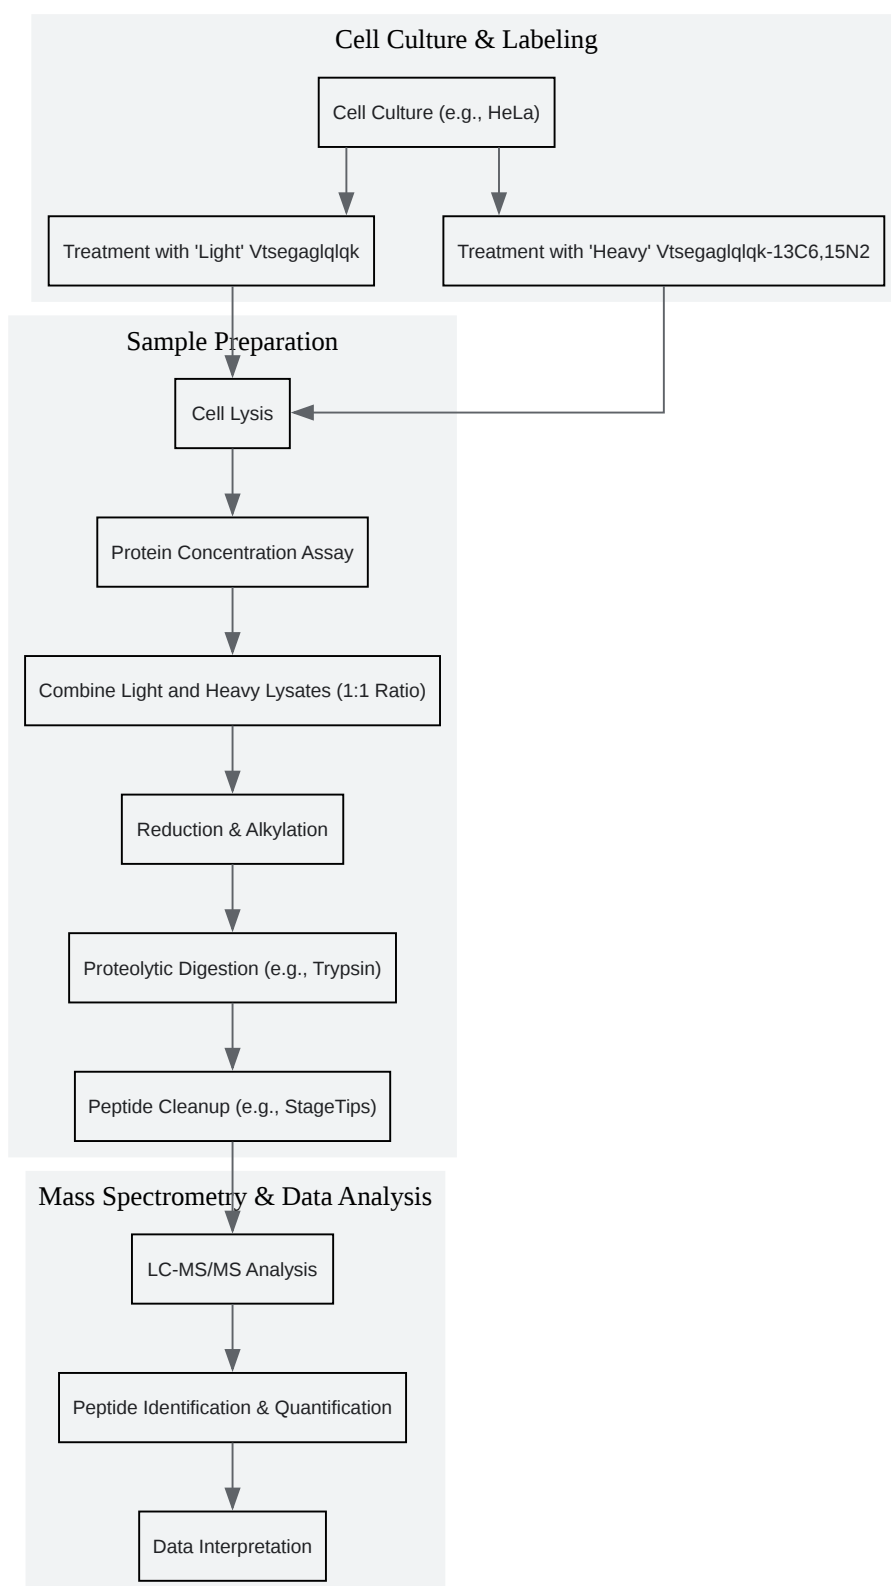 Cell Culture & Labeling
Cell Culture (e.g., HeLa)
Treatment with 'Light' Vtsegaglqlqk
Treatment with 'Heavy' Vtsegaglqlqk-13C6,15N2
Sample Preparation
Cell Lysis
Protein Concentration Assay
Combine Light and Heavy Lysates (1:1 Ratio)
Reduction & Alkylation
Proteolytic Digestion (e.g., Trypsin)
Peptide Cleanup (e.g., StageTips)
Mass Spectrometry & Data Analysis
LC-MS/MS Analysis
Peptide Identification & Quantification
Data Interpretation